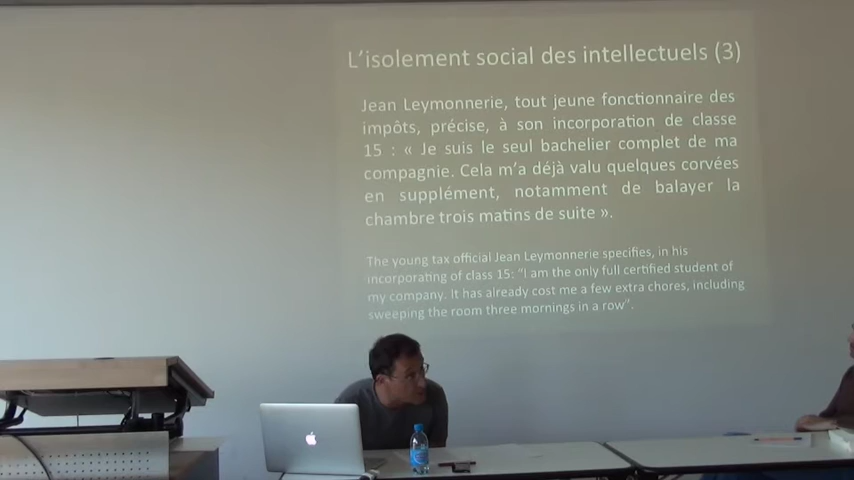 L'isolement social des intellectuels (3)
Jean Leymonnerie, tout jeune fonctionnaire des
impôts, précise, à son incorporation de classe
15 : « Je suis le seul bachelier complet de ma
compagnie. Cela m'a déjà valu quelques corvées
en supplément, notamment de balayer la
chambre trois matins de suite ».
The young tax official Jean Leymonnerie specifies, in his
incorporating of class 15: "I am the only full certified student of
my company. It has already cost me a few extra chores, including
sweeping the room three mornings in a row".